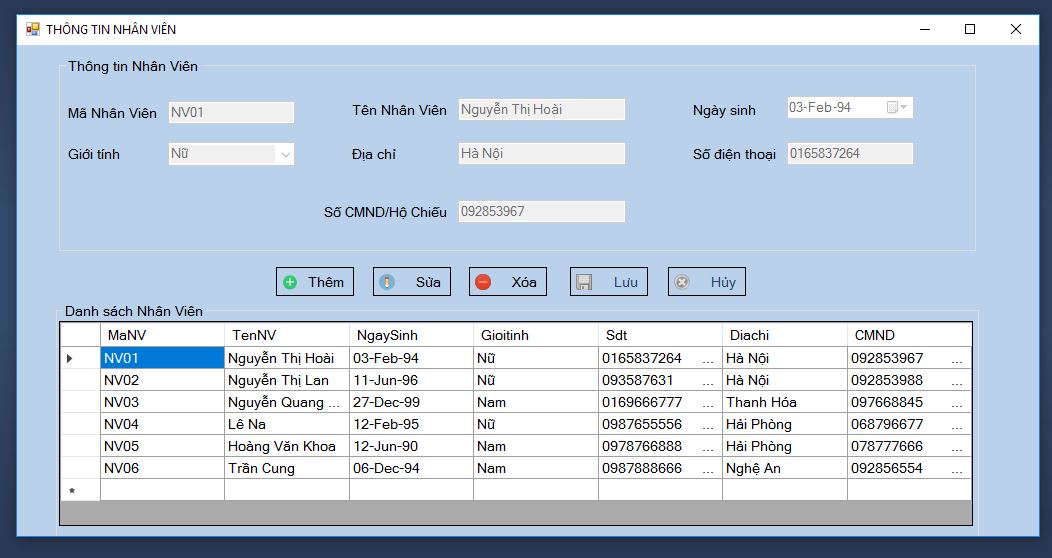 THÔNG TIN NHÂN VIÊN
Thông tin Nhân Viên
Mã Nhân Viên NV01 Tên Nhân Viên Nguyễn Thị Hoài Ngày sinh 03-Feb-94
Giới tính Nữ Địa chỉ Hà Nội Số điện thoại 0165837264
Số CMND/Hộ Chiếu 092853967
Thêm Sửa Xóa Lưu Hủy
Danh sách Nhân Viên
MaNV TenNV NgaySinh Gioitinh Sdt Diachi CMND
NV01 Nguyễn Thị Hoài 03-Feb-94 Nữ 0165837264 ... Hà Nội 092853967 ...
NV02 Nguyễn Thị Lan 11-Jun-96 Nữ 093587631 ... Hà Nội 092853988 ...
NV03 Nguyễn Quang ... 27-Dec-99 Nam 0169666777 ... Thanh Hóa 097668845 ...
NV04 Lê Na 12-Feb-95 Nữ 0987655556 ... Hải Phòng 068796677 ...
NV05 Hoàng Văn Khoa 12-Jun-90 Nam 0978766888 ... Hải Phòng 078777666 ...
NV06 Trần Cung 06-Dec-94 Nam 0987888666 ... Nghệ An 092856554 ...